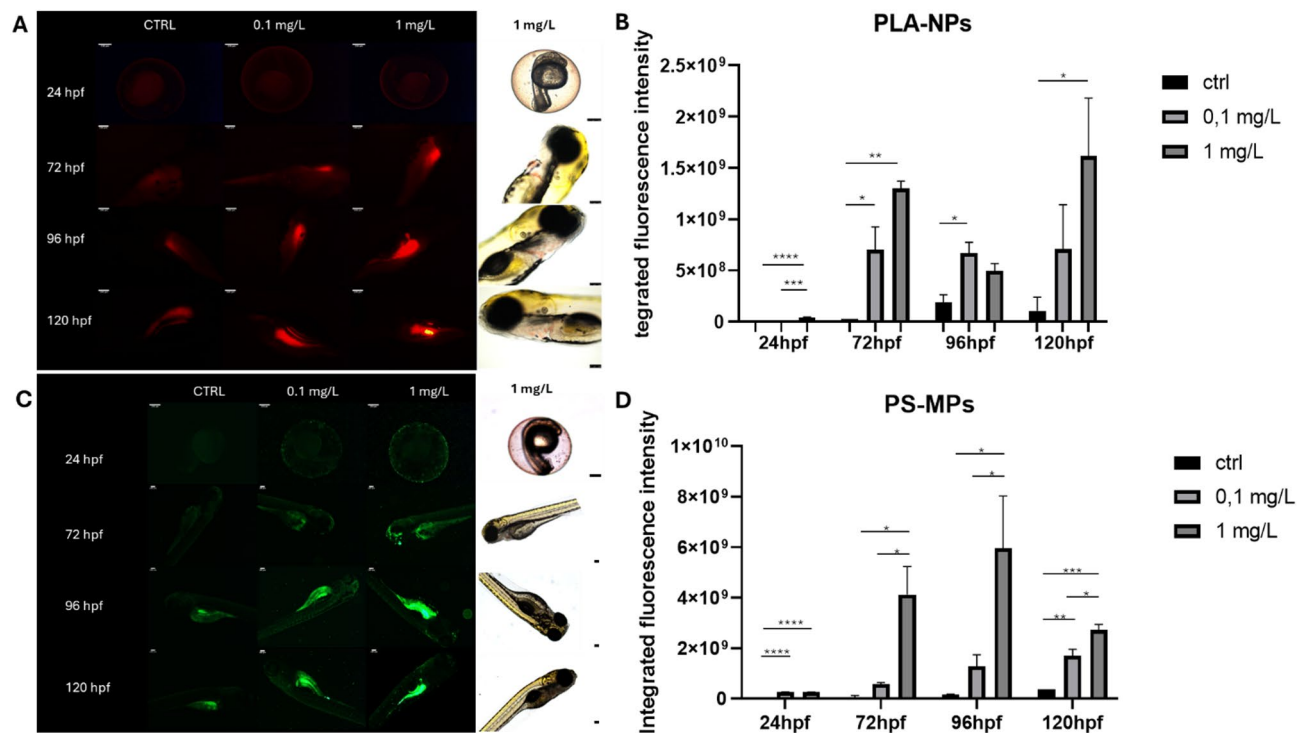 A
CTRL 0.1 mg/L 1 mg/L 1 mg/L
24 hpf
72 hpf
96 hpf
120 hpf
B
PLA-NPs
tegrated fluorescence intensity
2.5×10⁹
2×10⁹
1.5×10⁹
1×10⁹
5×10⁸
0
24hpf 72hpf 96hpf 120hpf
**** *** * ** * *
ctrl
0,1 mg/L
1 mg/L
C
CTRL 0.1 mg/L 1 mg/L 1 mg/L
24 hpf
72 hpf
96 hpf
120 hpf
D
PS-MPs
Integrated fluorescence intensity
1×10¹⁰
8×10⁹
6×10⁹
4×10⁹
2×10⁹
0
24hpf 72hpf 96hpf 120hpf
**** **** * * * * *** * **
ctrl
0,1 mg/L
1 mg/L